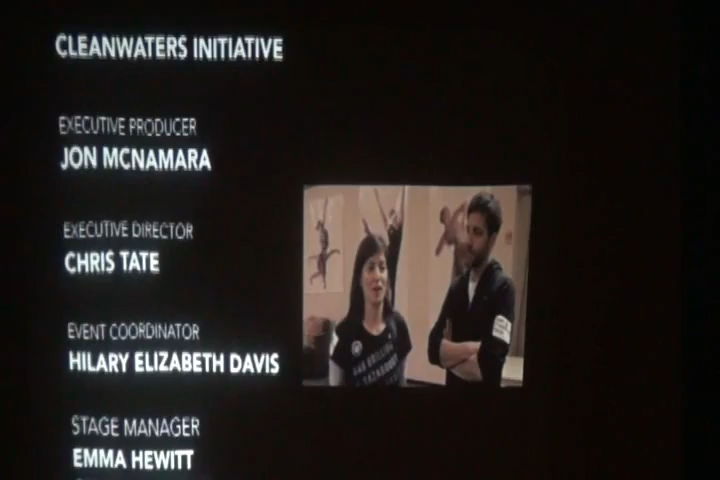 CLEANWATERS INITIATIVE
EXECUTIVE PRODUCER
JON MCNAMARA
EXECUTIVE DIRECTOR
CHRIS TATE
EVENT COORDINATOR
HILARY ELIZABETH DAVIS
STAGE MANAGER
EMMA HEWITT